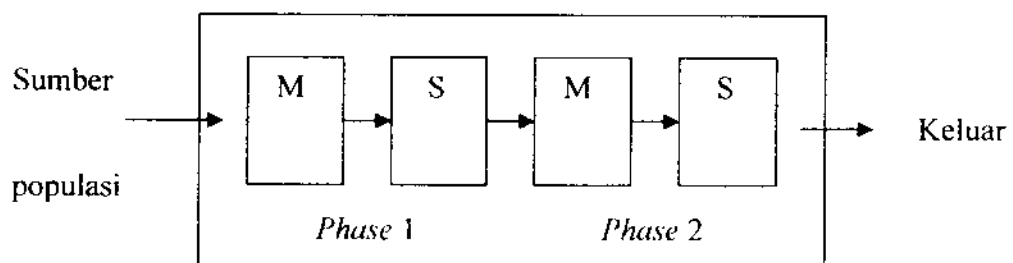 Sumber
M S M S
Keluar
populasi
Phase 1 Phase 2